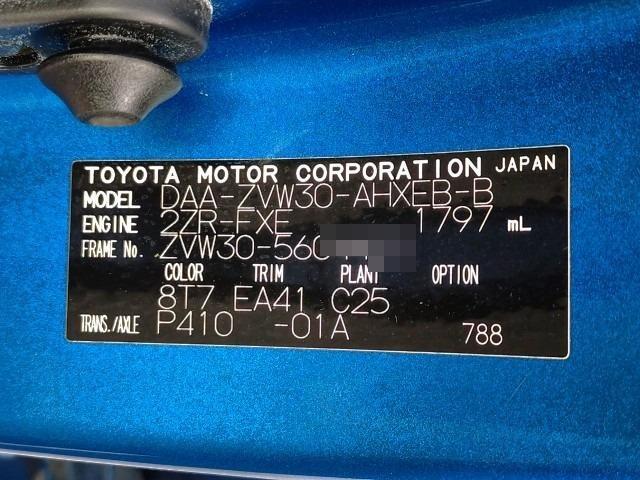 TOYOTA MOTOR CORPORATION JAPAN
MODEL DAA-ZVW30-AHXEB-B
ENGINE 2ZR-FXE 1797 mL
FRAME No. ZVW30-560
COLOR TRIM PLANT OPTION
8T7 EA41 C25
TRANS./AXLE P410 -01A 788